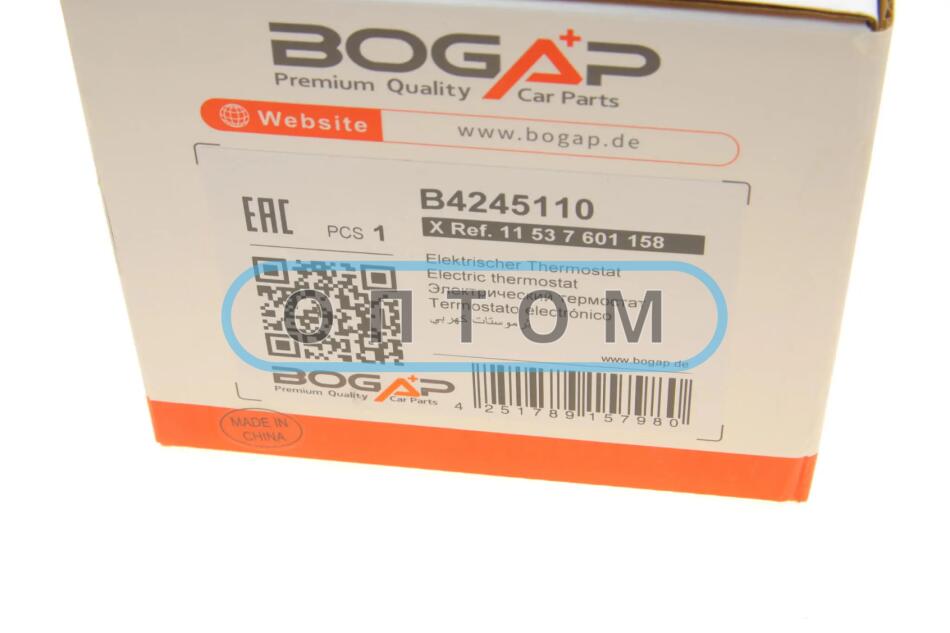 BOGAP
Premium Quality Car Parts
Website www.bogap.de
B4245110
EAC PCS 1
X Ref. 11 53 7 601 158
Elektrischer Thermostat
Electric thermostat
Электрический термостат
Termostato electrónico
ترموستات كهربي
ОПТОМ
www.bogap.de
BOGAP
Premium Quality Car Parts
4 251789 157980
MADE IN
CHINA